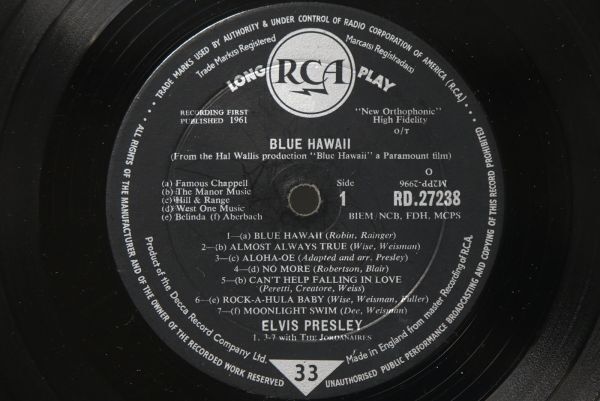 TRADE MARKS USED BY AUTHORITY & UNDER CONTROL OF RADIO CORPORATION OF AMERICA (R.C.A.)
Trade Mark(s) Registered
Marca(s) Registrada(s)
LONG RCA PLAY
RECORDING FIRST
PUBLISHED 1961
"New Orthophonic"
High Fidelity
O/T
BLUE HAWAII
(From the Hal Wallis production "Blue Hawaii" a Paramount film)
O
(a) Famous Chappell
(b) The Manor Music
(c) Hill & Range
(d) West One Music
(e) Belinda (f) Aberbach
Side
1
M2PP-2996
RD.27238
BIEM/NCB, FDH, MCPS
1—(a) BLUE HAWAII (Robin, Rainger)
2—(b) ALMOST ALWAYS TRUE (Wise, Weisman)
3—(c) ALOHA-OE (Adapted and arr. Presley)
4—(d) NO MORE (Robertson, Blair)
5—(b) CAN'T HELP FALLING IN LOVE
(Peretti, Creatore, Weiss)
6—(e) ROCK-A-HULA BABY (Wise, Weisman, Fuller)
7—(f) MOONLIGHT SWIM (Dee, Weisman)
ELVIS PRESLEY
1, 3-7 with THE JORDANAIRES
Product of the Decca Record Company Ltd.
Made in England from master Recording of R.C.A.
33
ALL RIGHTS OF THE MANUFACTURER AND OF THE OWNER OF THE RECORDED WORK RESERVED
UNAUTHORISED PUBLIC PERFORMANCE BROADCASTING AND COPYING OF THIS RECORD PROHIBITED